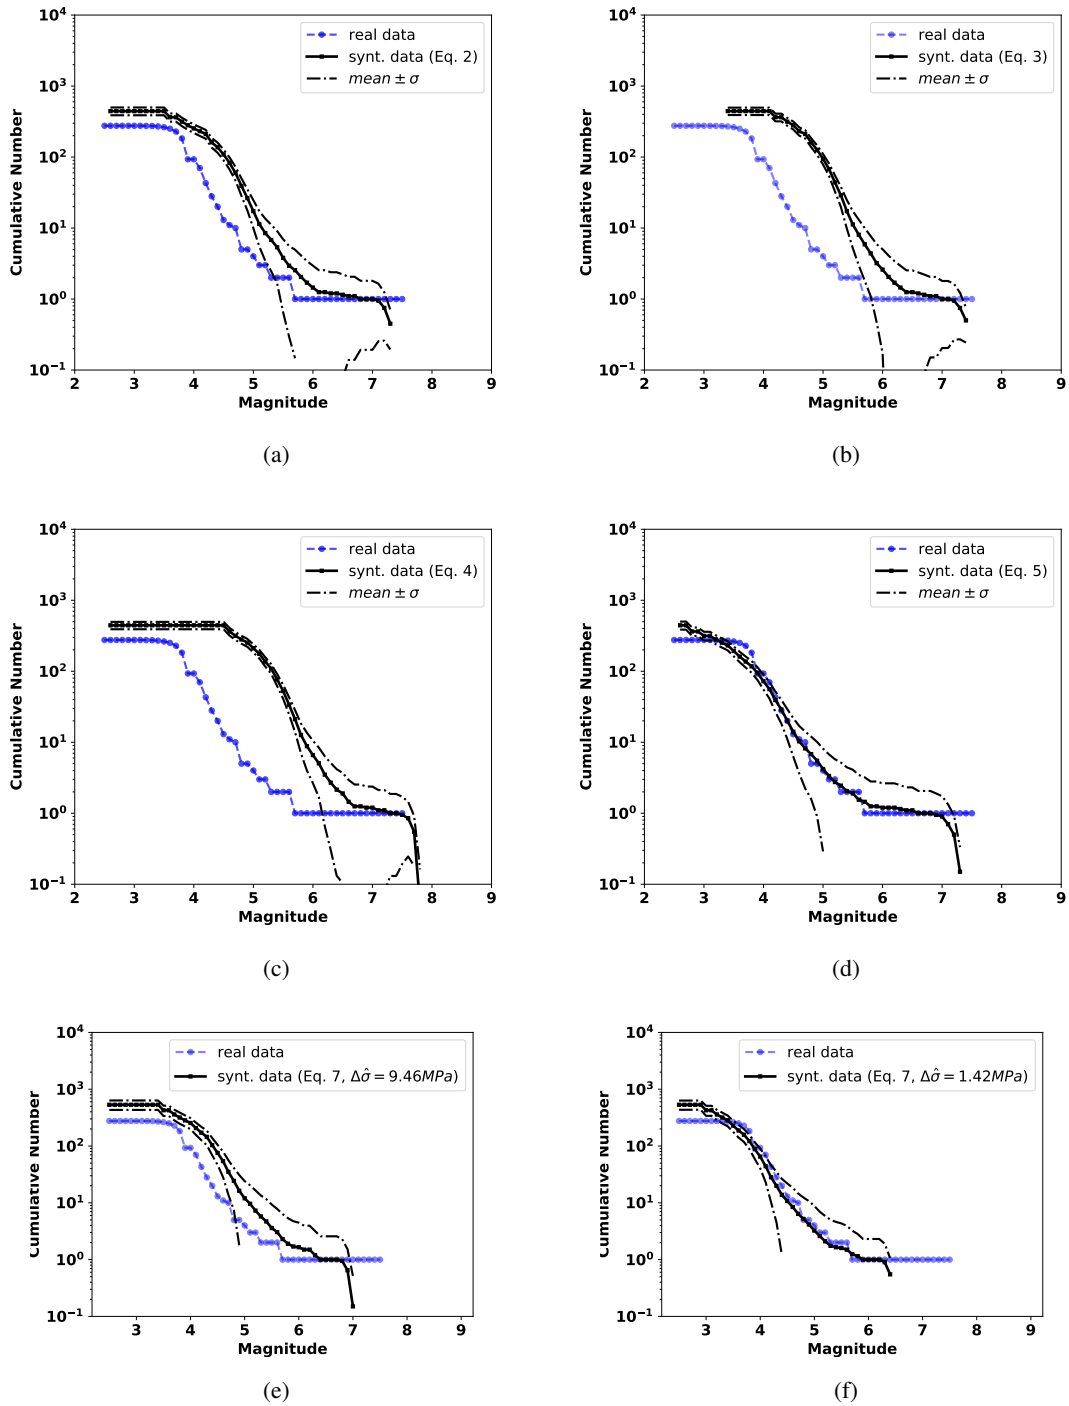 real data
synt. data (Eq. 2)
mean ± σ
10⁴
10³
10²
10¹
10⁰
10⁻¹
Cumulative Number
2 3 4 5 6 7 8 9
Magnitude
(a)
real data
synt. data (Eq. 3)
mean ± σ
10⁴
10³
10²
10¹
10⁰
10⁻¹
Cumulative Number
2 3 4 5 6 7 8 9
Magnitude
(b)
real data
synt. data (Eq. 4)
mean ± σ
10⁴
10³
10²
10¹
10⁰
10⁻¹
Cumulative Number
2 3 4 5 6 7 8 9
Magnitude
(c)
real data
synt. data (Eq. 5)
mean ± σ
10⁴
10³
10²
10¹
10⁰
10⁻¹
Cumulative Number
2 3 4 5 6 7 8 9
Magnitude
(d)
real data
synt. data (Eq. 7, Δσ̂ = 9.46MPa)
10⁴
10³
10²
10¹
10⁰
10⁻¹
Cumulative Number
3 4 5 6 7 8 9
Magnitude
(e)
real data
synt. data (Eq. 7, Δσ̂ = 1.42MPa)
10⁴
10³
10²
10¹
10⁰
10⁻¹
Cumulative Number
3 4 5 6 7 8 9
Magnitude
(f)